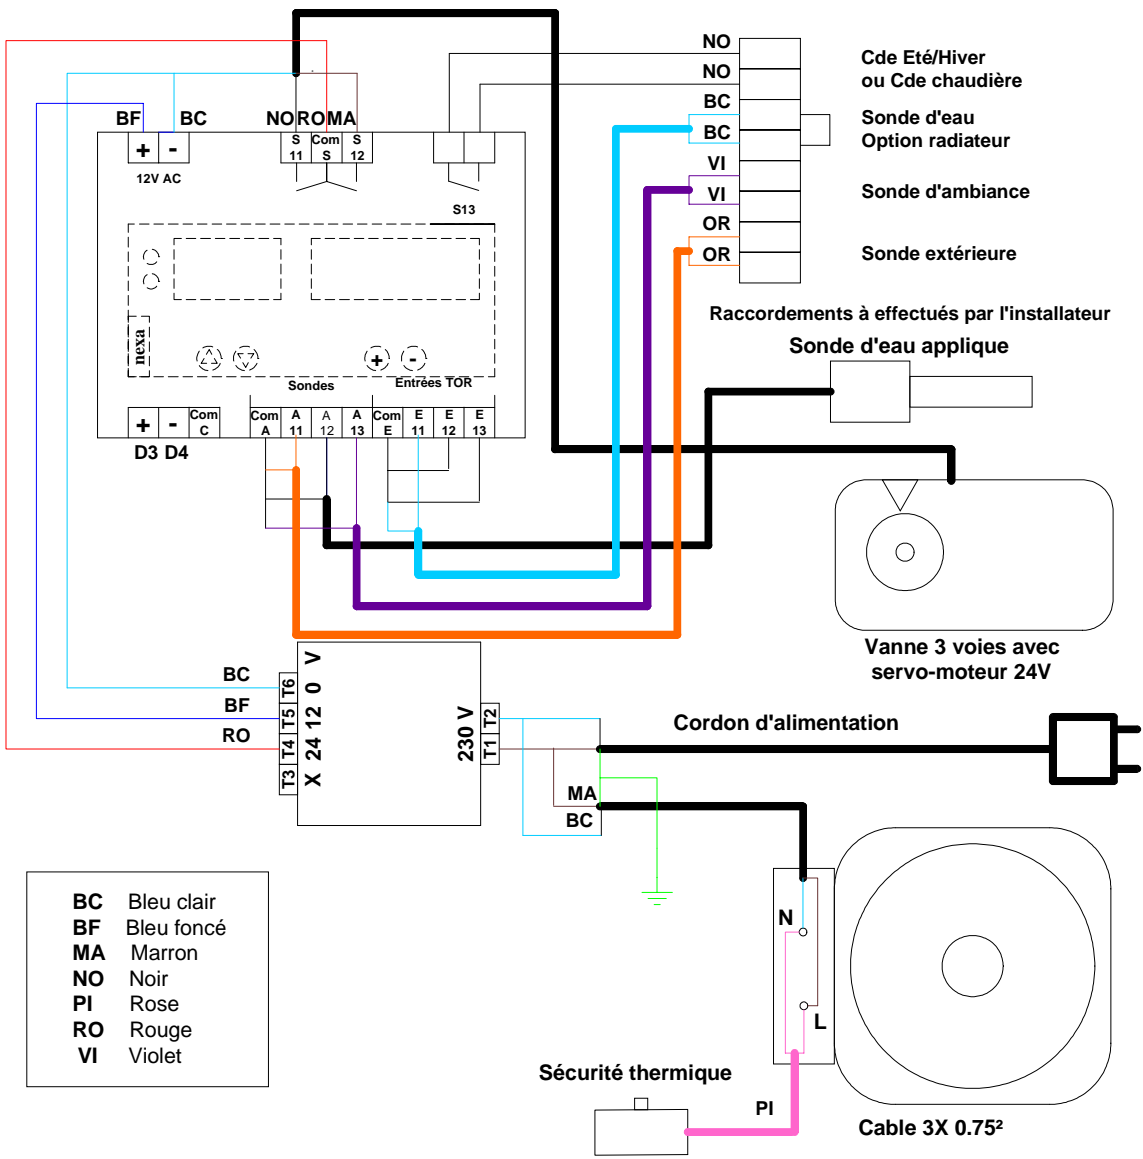 NO
NO
BC
BC
VI
VI
OR
OR
Cde Eté/Hiver
ou Cde chaudière
Sonde d'eau
Option radiateur
Sonde d'ambiance
Sonde extérieure
Raccordements à effectués par l'installateur
Sonde d'eau applique
BF
BC
NOROMA
+
-
12V AC
S
11
Com
S
S
12
S13
nexa
+
-
Sondes
Entrées TOR
+
-
Com
C
D3 D4
Com
A
A
11
A
12
A
13
Com
E
E
11
E
12
E
13
Vanne 3 voies avec
servo-moteur 24V
BC
BF
RO
T6
T5
T4
T3
X 24 12 0 V
230 V
T2
T1
Cordon d'alimentation
MA
BC
N
L
BC Bleu clair
BF Bleu foncé
MA Marron
NO Noir
PI Rose
RO Rouge
VI Violet
Sécurité thermique
PI
Cable 3X 0.75²